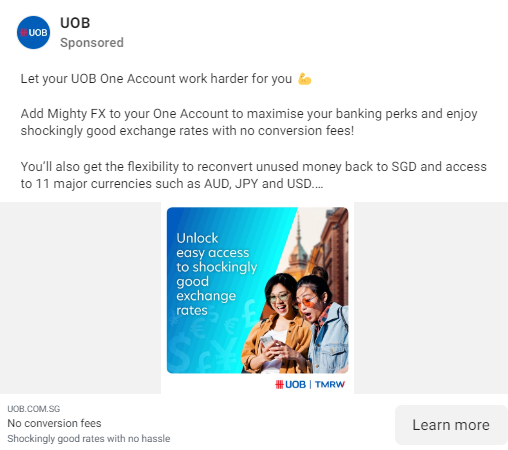 UOB
UOB
Sponsored
Let your UOB One Account work harder for you 💪
Add Mighty FX to your One Account to maximise your banking perks and enjoy
shockingly good exchange rates with no conversion fees!
You’ll also get the flexibility to reconvert unused money back to SGD and access
to 11 major currencies such as AUD, JPY and USD....
Unlock
easy access
to shockingly
good
exchange
rates
UOB | TMRW
UOB.COM.SG
No conversion fees
Shockingly good rates with no hassle
Learn more